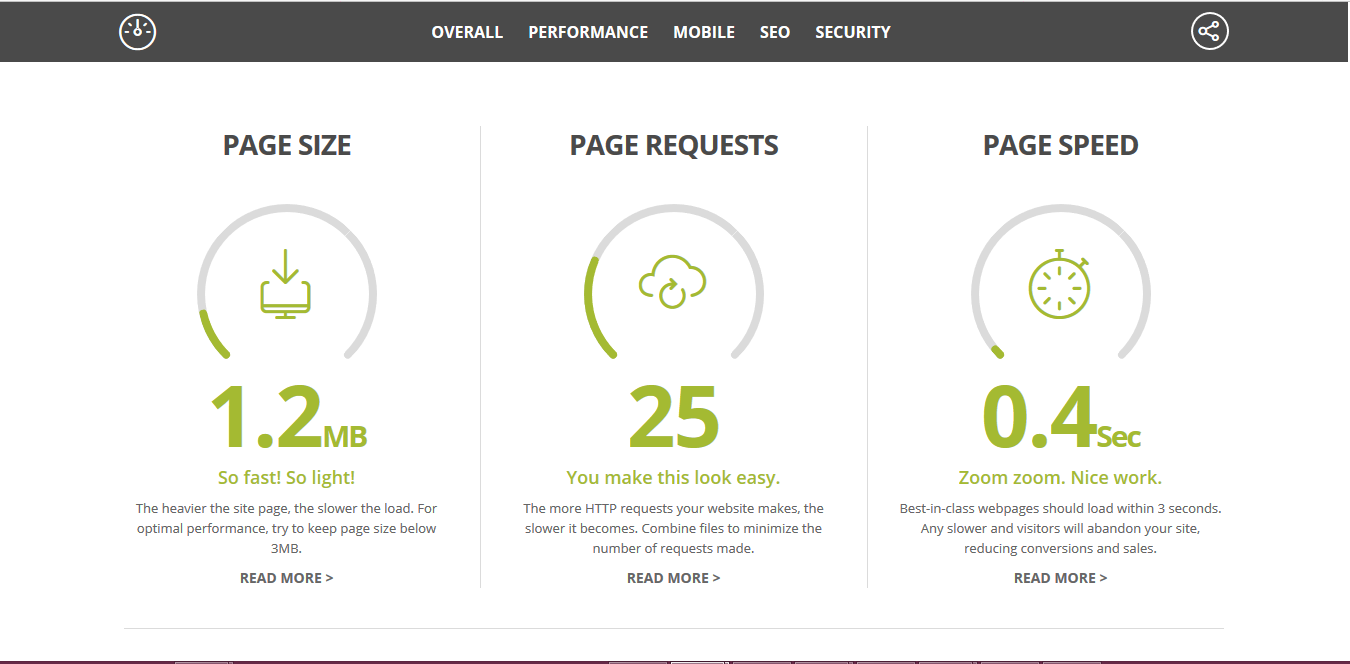 OVERALL PERFORMANCE MOBILE SEO SECURITY
PAGE SIZE
1.2MB
So fast! So light!
The heavier the site page, the slower the load. For
optimal performance, try to keep page size below
3MB.
READ MORE >
PAGE REQUESTS
25
You make this look easy.
The more HTTP requests your website makes, the
slower it becomes. Combine files to minimize the
number of requests made.
READ MORE >
PAGE SPEED
0.4Sec
Zoom zoom. Nice work.
Best-in-class webpages should load within 3 seconds.
Any slower and visitors will abandon your site,
reducing conversions and sales.
READ MORE >